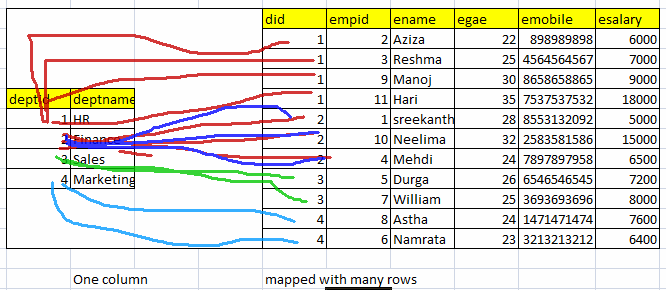 did empid ename egae emobile esalary
1 2 Aziza 22 898989898 6000
1 3 Reshma 25 4564564567 7000
1 9 Manoj 30 8658658865 9000
deptid deptname 1 11 Hari 35 7537537532 18000
1 HR 2 1 sreekanth 28 8553132092 5000
2 Finance 2 10 Neelima 32 2583581586 15000
3 Sales 4 Mehdi 24 7897897958 6500
4 Marketing 3 5 Durga 26 6546546545 7200
3 7 William 25 3693693696 8000
4 8 Astha 24 1471471474 7600
4 6 Namrata 23 3213213212 6400
One column mapped with many rows